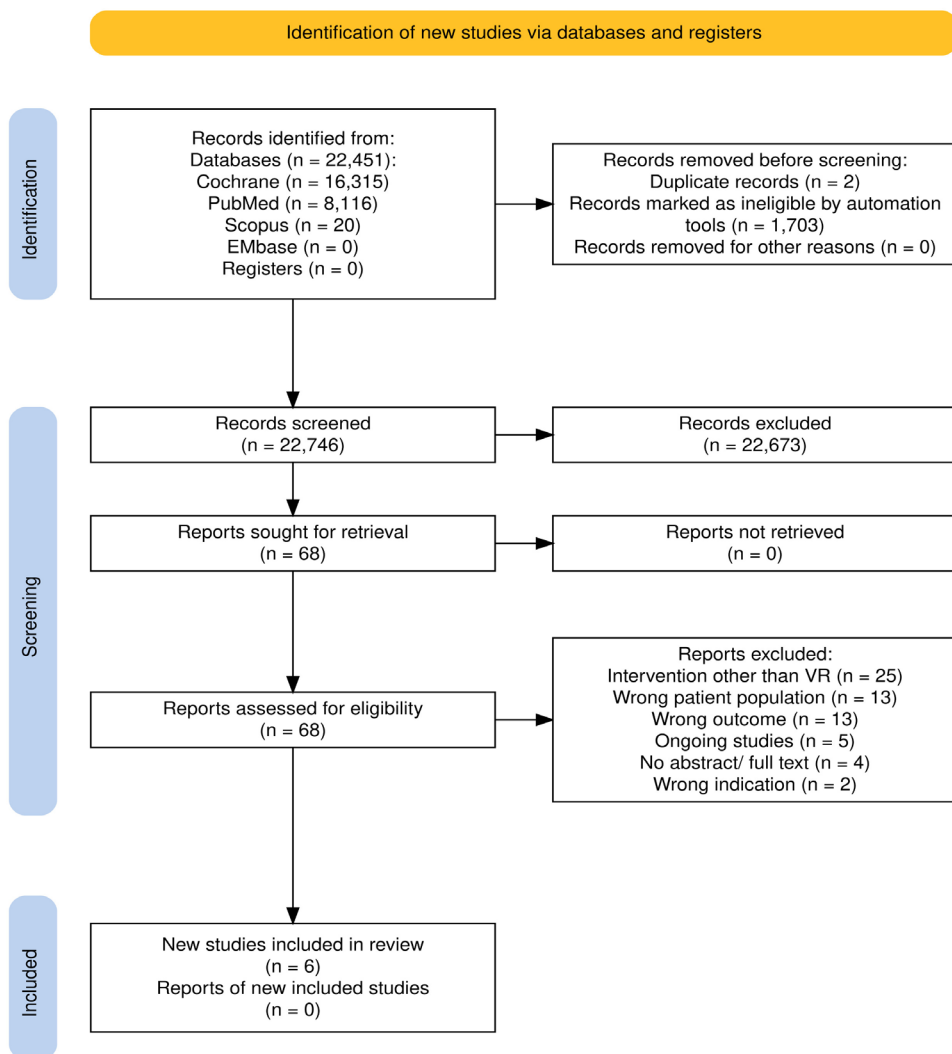 Identification of new studies via databases and registers
Identification
Records identified from:
Databases (n = 22,451):
Cochrane (n = 16,315)
PubMed (n = 8,116)
Scopus (n = 20)
EMbase (n = 0)
Registers (n = 0)
Records removed before screening:
Duplicate records (n = 2)
Records marked as ineligible by automation
tools (n = 1,703)
Records removed for other reasons (n = 0)
Screening
Records screened
(n = 22,746)
Records excluded
(n = 22,673)
Reports sought for retrieval
(n = 68)
Reports not retrieved
(n = 0)
Reports assessed for eligibility
(n = 68)
Reports excluded:
Intervention other than VR (n = 25)
Wrong patient population (n = 13)
Wrong outcome (n = 13)
Ongoing studies (n = 5)
No abstract/ full text (n = 4)
Wrong indication (n = 2)
Included
New studies included in review
(n = 6)
Reports of new included studies
(n = 0)